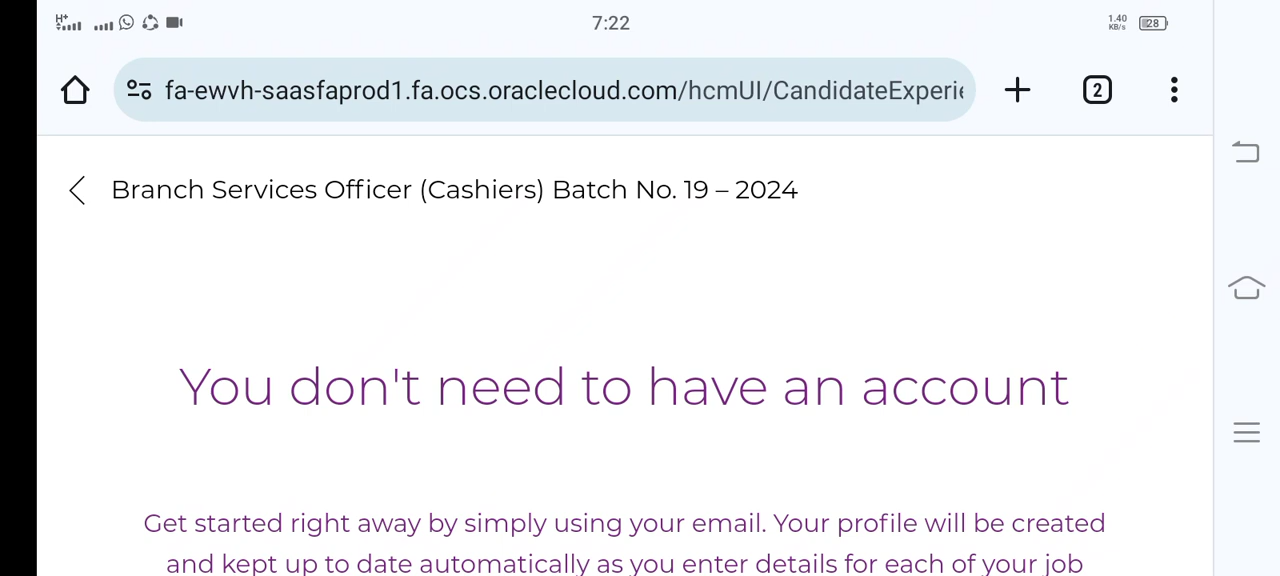 7:22
1.40
KB/s
28
fa-ewvh-saasfaprod1.fa.ocs.oraclecloud.com/hcmUI/CandidateExperie
2
Branch Services Officer (Cashiers) Batch No. 19 – 2024
You don't need to have an account
Get started right away by simply using your email. Your profile will be created
and kept up to date automatically as you enter details for each of your job